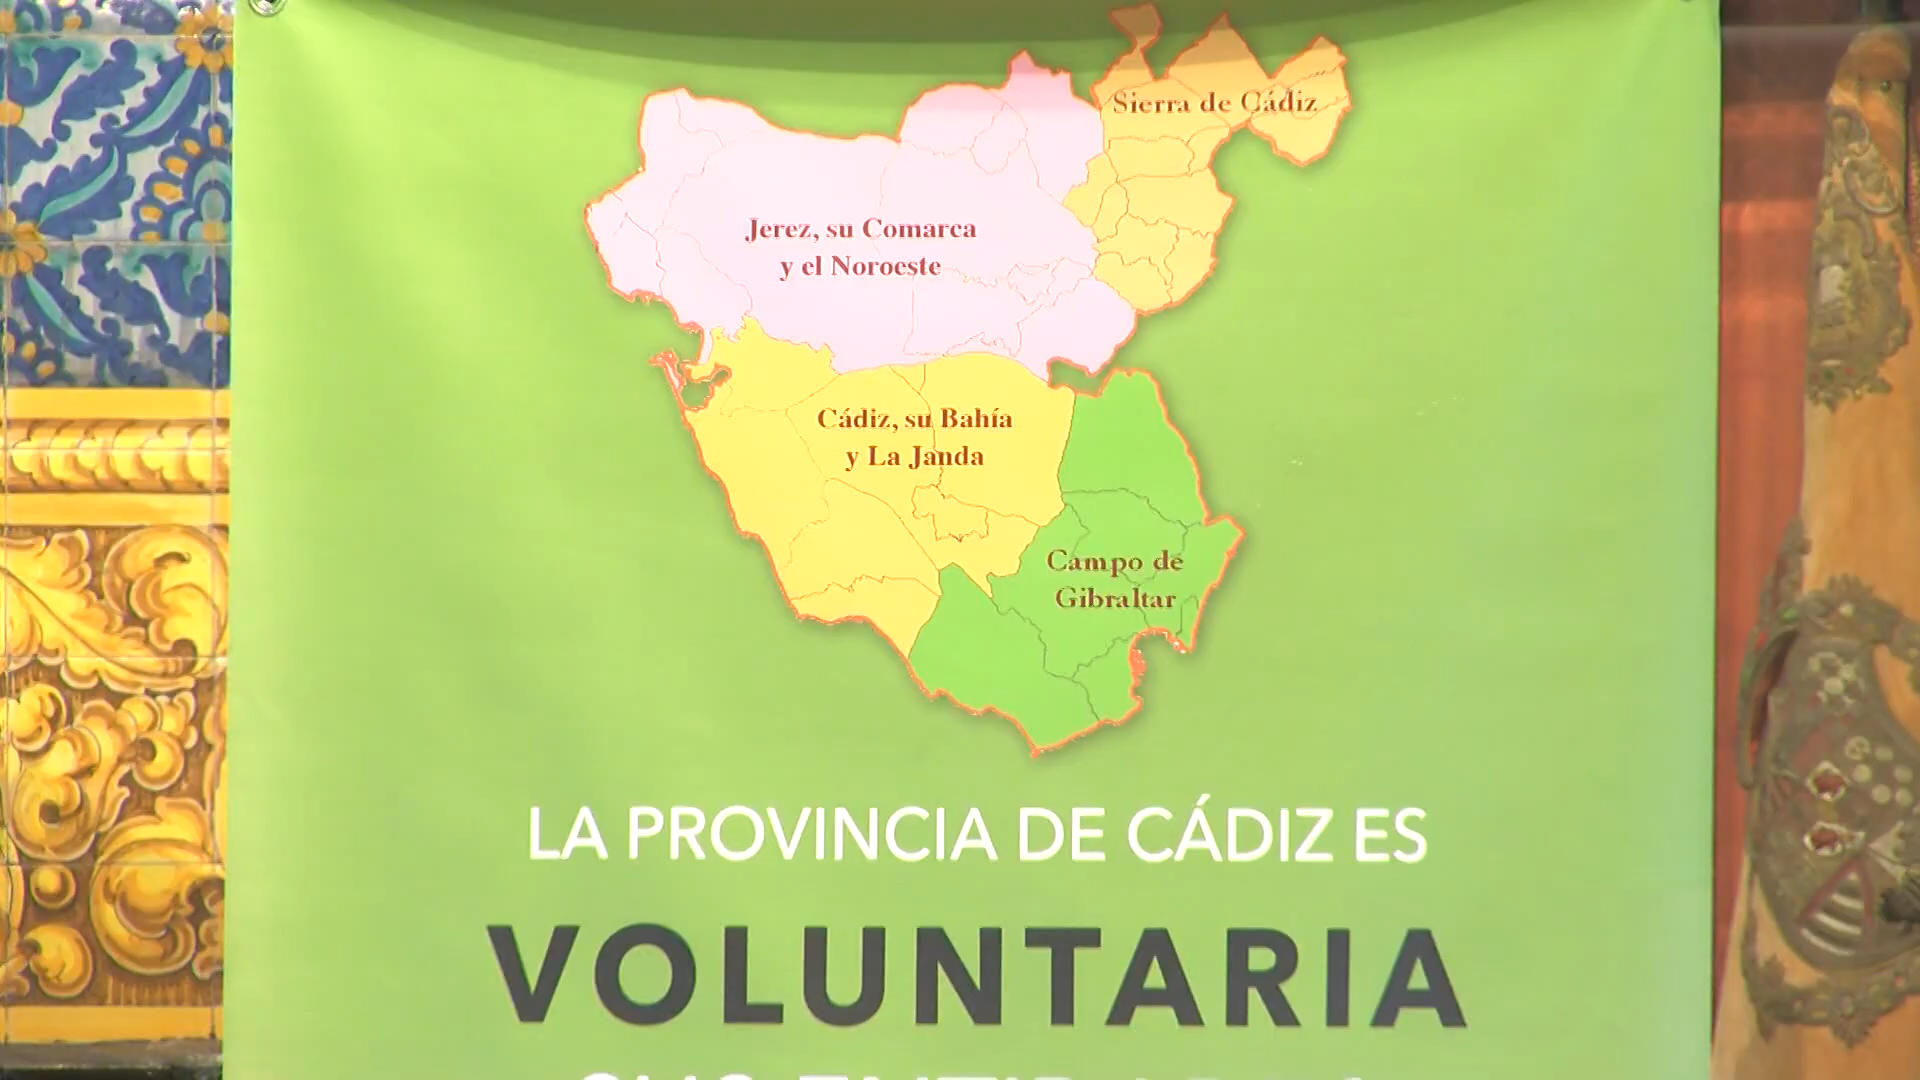 Sierra de Cádiz
Jerez, su Comarca
y el Noroeste
Cádiz, su Bahía
y La Janda
Campo de
Gibraltar
LA PROVINCIA DE CÁDIZ ES
VOLUNTARIA